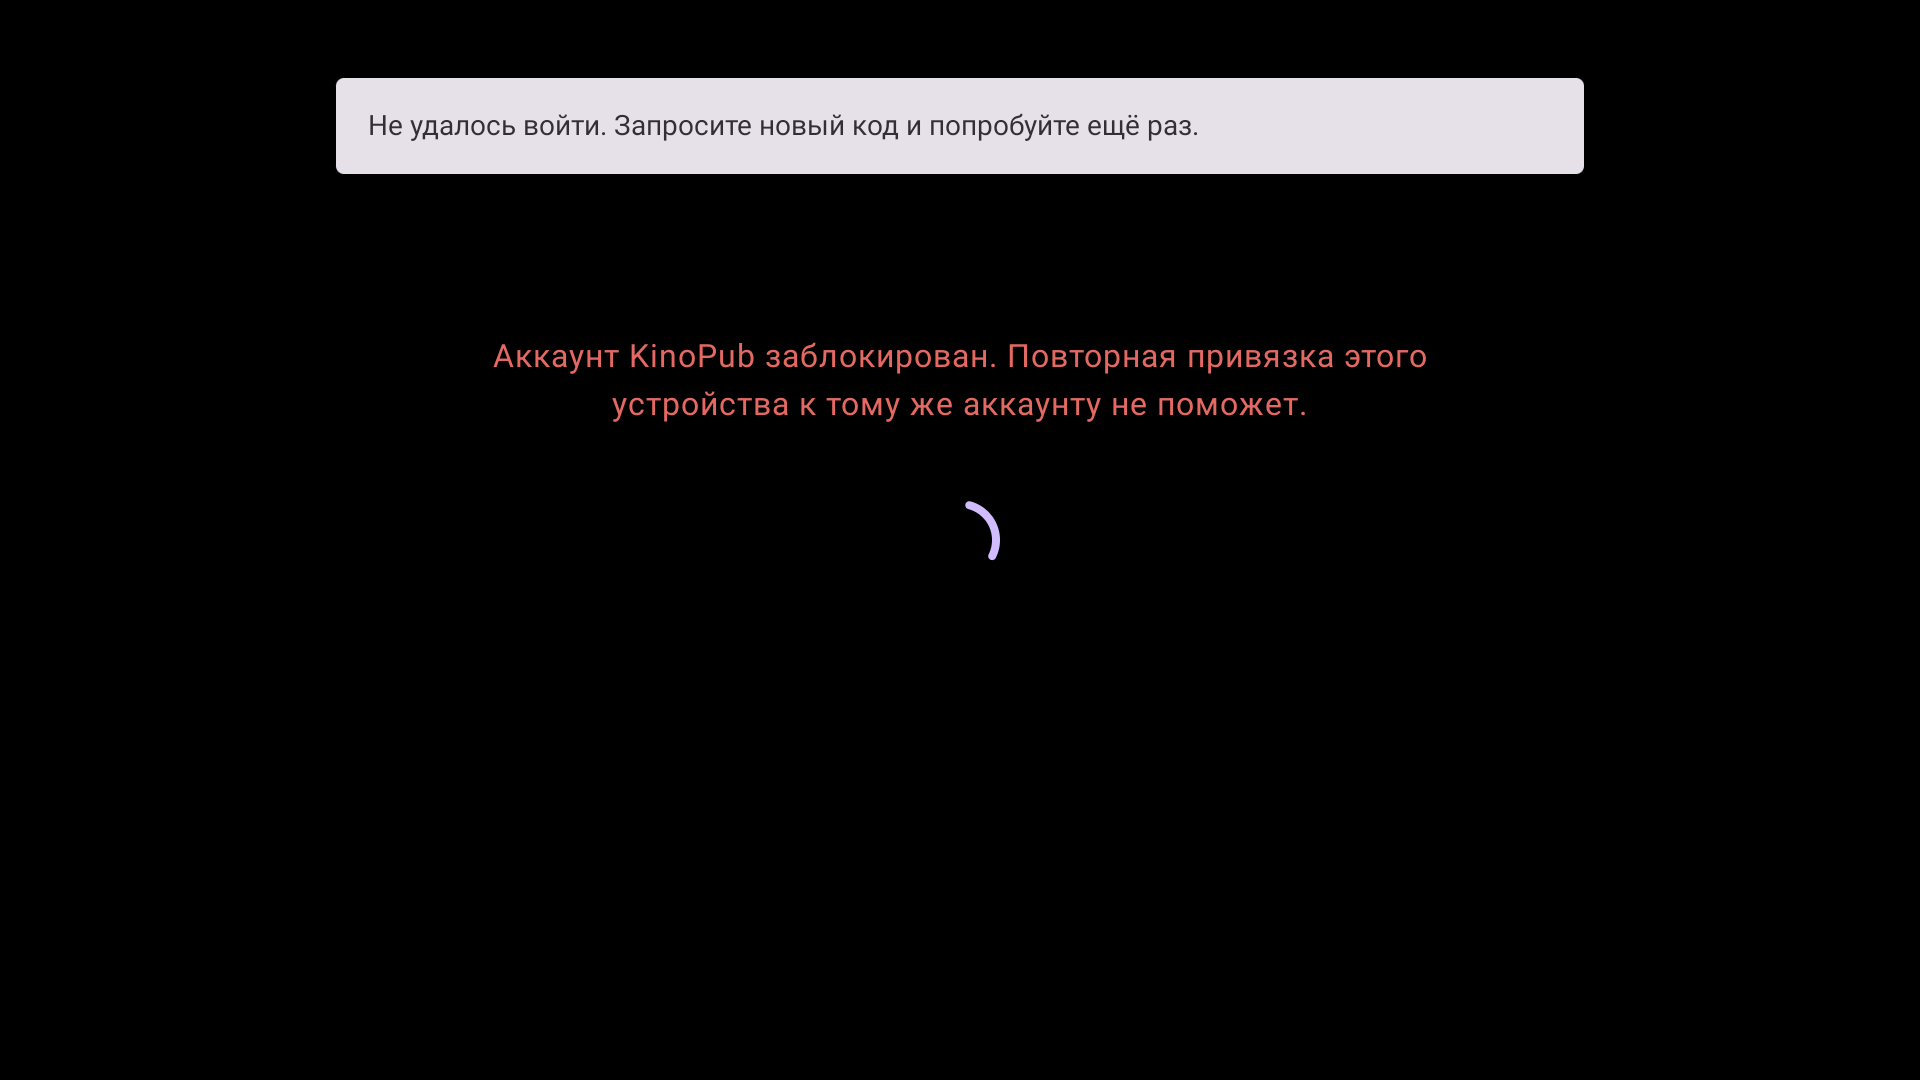 Не удалось войти. Запросите новый код и попробуйте ещё раз.
Аккаунт KinoPub заблокирован. Повторная привязка этого
устройства к тому же аккаунту не поможет.